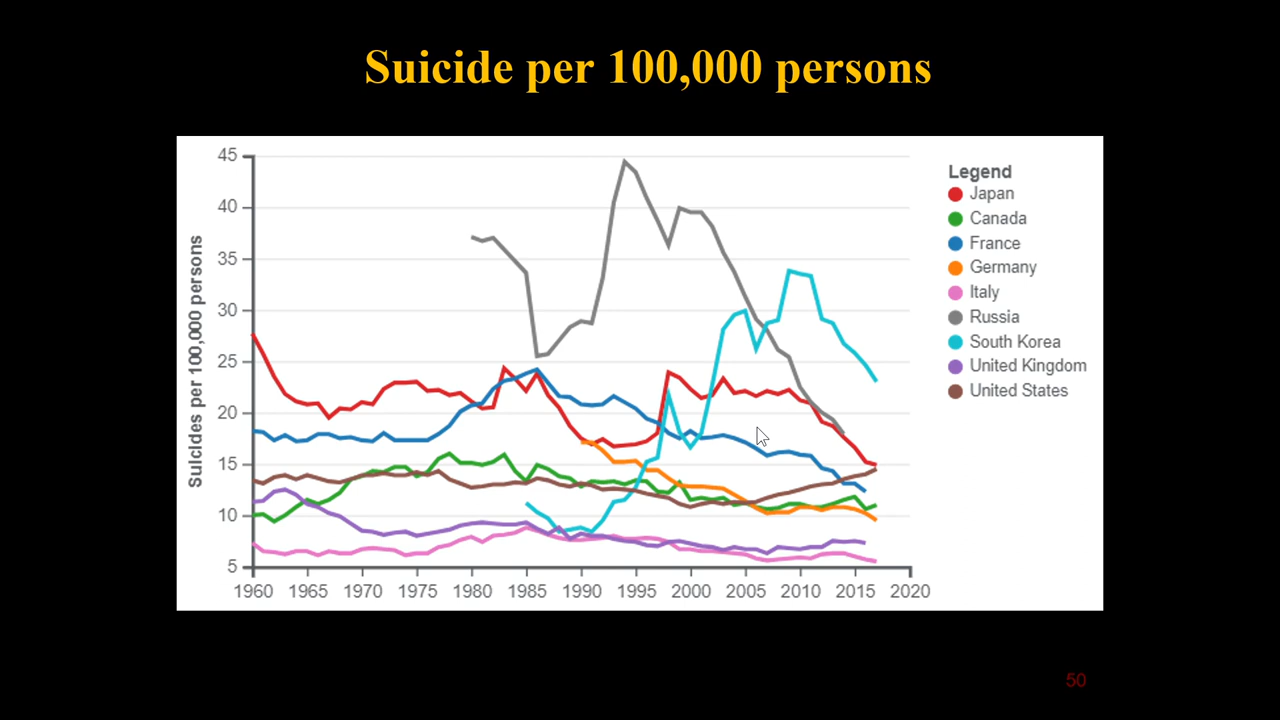 Suicide per 100,000 persons
Suicides per 100,000 persons
45
40
35
30
25
20
15
10
5
1960 1965 1970 1975 1980 1985 1990 1995 2000 2005 2010 2015 2020
Legend
Japan
Canada
France
Germany
Italy
Russia
South Korea
United Kingdom
United States
50